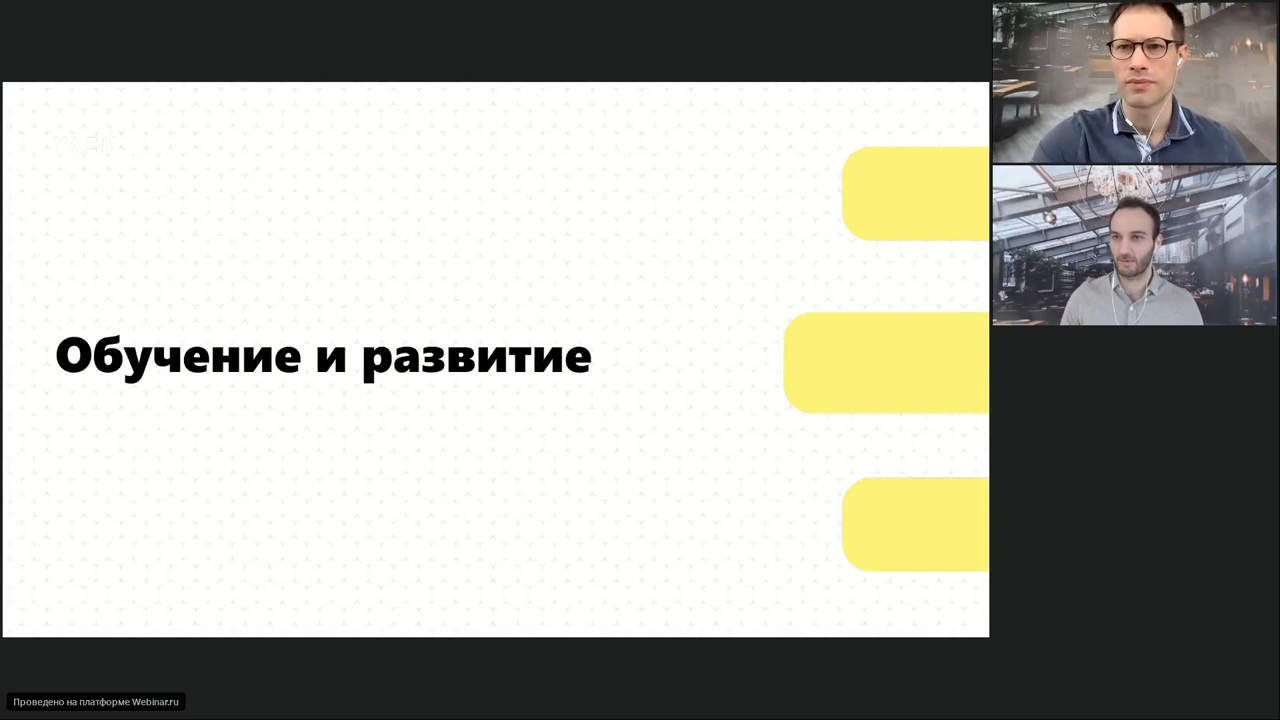 Обучение и развитие
Проведено на платформе Webinar.ru